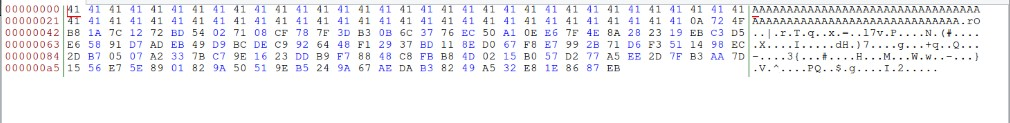 00000000 41 41 41 41 41 41 41 41 41 41 41 41 41 41 41 41 41 41 41 41 41 41 41 41 41 41 41 41 41 41 41 41 41 AAAAAAAAAAAAAAAAAAAAAAAAAAAAAAAAA
00000021 41 41 41 41 41 41 41 41 41 41 41 41 41 41 41 41 41 41 41 41 41 41 41 41 41 41 41 41 41 41 0A 72 4F AAAAAAAAAAAAAAAAAAAAAAAAAAAAAA.rO
00000042 B8 1A 7C 12 72 BD 54 02 71 08 CF 78 7F 3D B3 0B 6C 37 76 EC 50 A1 0E E6 7F 4E 8A 28 23 19 EB C3 D5 ..|.r.T.q..x.=..l7v.P....N.(#....
00000063 E6 58 91 D7 AD EB 49 D9 BC DE C9 92 64 48 F1 29 37 BD 11 8E D0 67 F8 E7 99 2B 71 D6 F3 51 14 98 EC .X....I.....dH.)7....g...+q..Q...
00000084 2D B7 05 07 A2 33 7B C7 9E 16 23 DD B9 F7 88 48 C8 FB B8 4D 02 15 B0 57 D2 77 A5 EE 2D 7F B3 AA 7D -....3{...#....H...M...W.w..-...}
000000a5 15 56 E7 5E 89 01 82 9A 50 51 9E B5 24 9A 67 AE DA B3 82 49 A5 32 E8 1E 86 87 EB .V.^....PQ..$.g....I.2.....